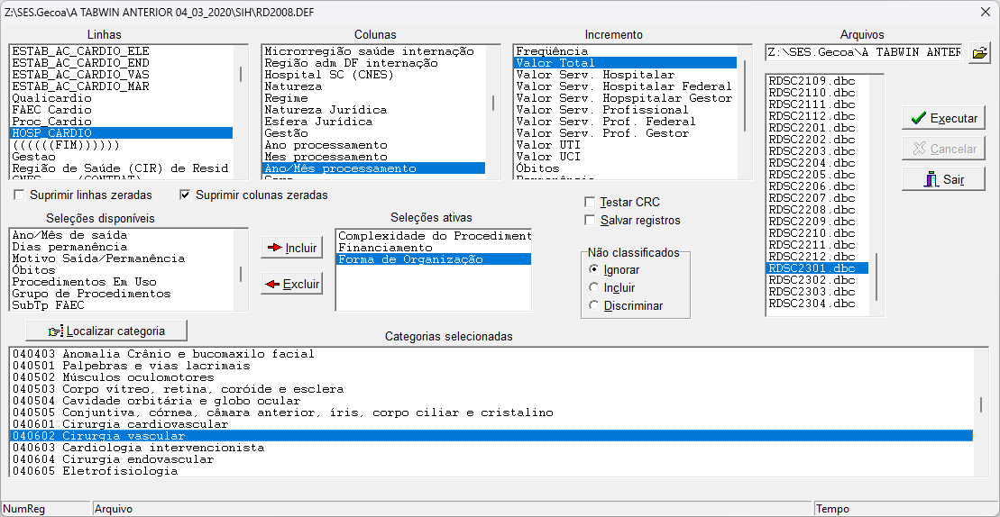 Z:\SES.Gecoa\A TABWIN ANTERIOR 04_03_2020\SIH\RD2008.DEF
Linhas
ESTAB_AC_CARDIO_ELE
ESTAB_AC_CARDIO_END
ESTAB_AC_CARDIO_VAS
ESTAB_AC_CARDIO_MAR
Qualicardio
FAEC Cardio
Proc_Cardio
HOSP_CARDIO
((((((FIM))))))
Gestao
Região de Saúde (CIR) de Resid
Colunas
Microrregião saúde internação
Região adm DF internação
Hospital SC (CNES)
Natureza
Regime
Natureza Jurídica
Esfera Jurídica
Gestão
Ano processamento
Mes processamento
Ano/Mês processamento
Incremento
Freqüência
Valor Total
Valor Serv. Hospitalar
Valor Serv. Hospitalar Federal
Valor Serv. Hopspitalar Gestor
Valor Serv. Profissional
Valor Serv. Prof. Federal
Valor Serv. Prof. Gestor
Valor UTI
Valor UCI
Óbitos
Arquivos
Z:\SES.Gecoa\A TABWIN ANTER
RDSC2109.dbc
RDSC2110.dbc
RDSC2111.dbc
RDSC2112.dbc
RDSC2201.dbc
RDSC2202.dbc
RDSC2203.dbc
RDSC2204.dbc
RDSC2205.dbc
RDSC2206.dbc
RDSC2207.dbc
RDSC2208.dbc
RDSC2209.dbc
RDSC2210.dbc
RDSC2211.dbc
RDSC2212.dbc
RDSC2301.dbc
RDSC2302.dbc
RDSC2303.dbc
RDSC2304.dbc
Executar
Cancelar
Sair
Suprimir linhas zeradas
Suprimir colunas zeradas
Testar CRC
Salvar registros
Seleções disponíveis
Ano/Mês de saída
Dias permanência
Motivo Saída/Permanência
Óbitos
Procedimentos Em Uso
Grupo de Procedimentos
SubTp FAEC
Incluir
Excluir
Seleções ativas
Complexidade do Procediment
Financiamento
Forma de Organização
Não classificados
Ignorar
Incluir
Discriminar
Localizar categoria
Categorias selecionadas
040403 Anomalia Crânio e bucomaxilo facial
040501 Palpebras e vias lacrimais
040502 Músculos oculomotores
040503 Corpo vítreo, retina, coróide e esclera
040504 Cavidade orbitária e globo ocular
040505 Conjuntiva, córnea, câmara anterior, íris, corpo ciliar e cristalino
040601 Cirurgia cardiovascular
040602 Cirurgia vascular
040603 Cardiologia intervencionista
040604 Cirurgia endovascular
040605 Eletrofisiologia
NumReg
Arquivo
Tempo